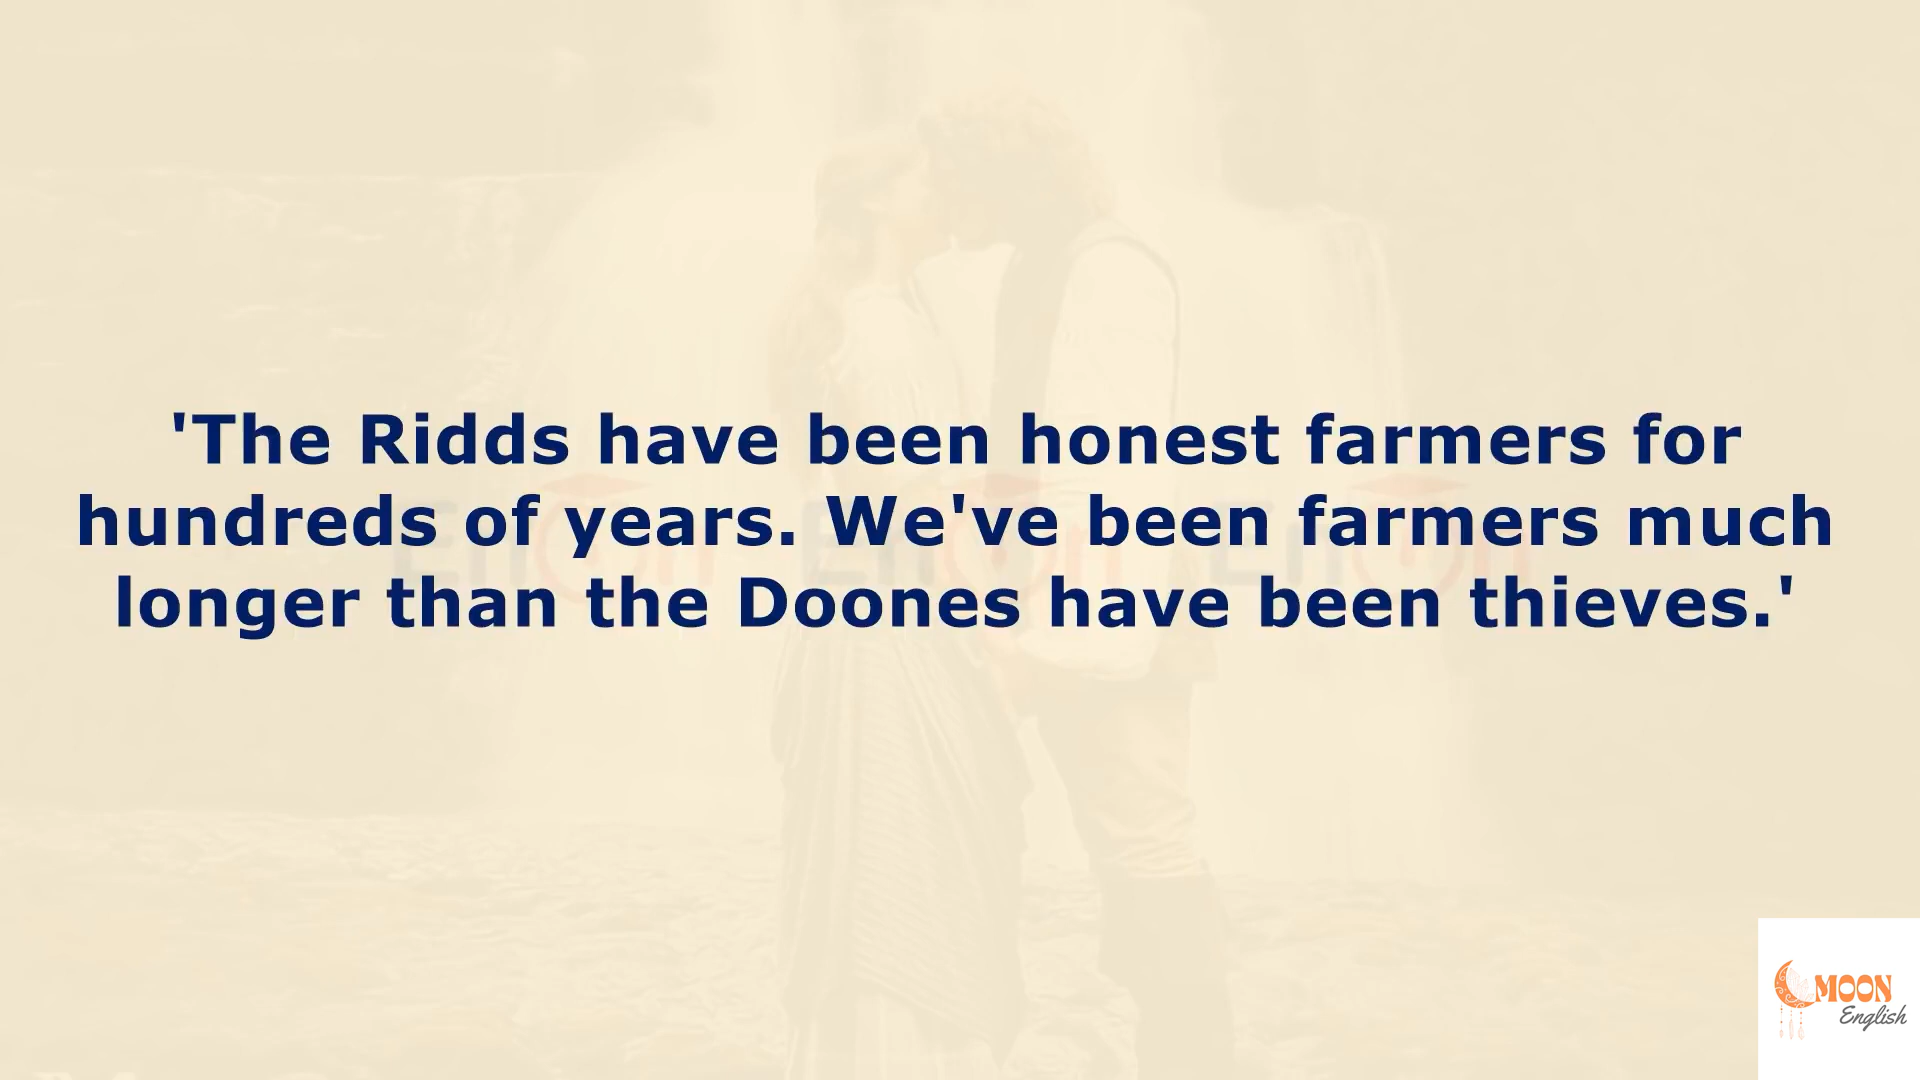 'The Ridds have been honest farmers for
hundreds of years. We've been farmers much
longer than the Doones have been thieves.'
MOON
English